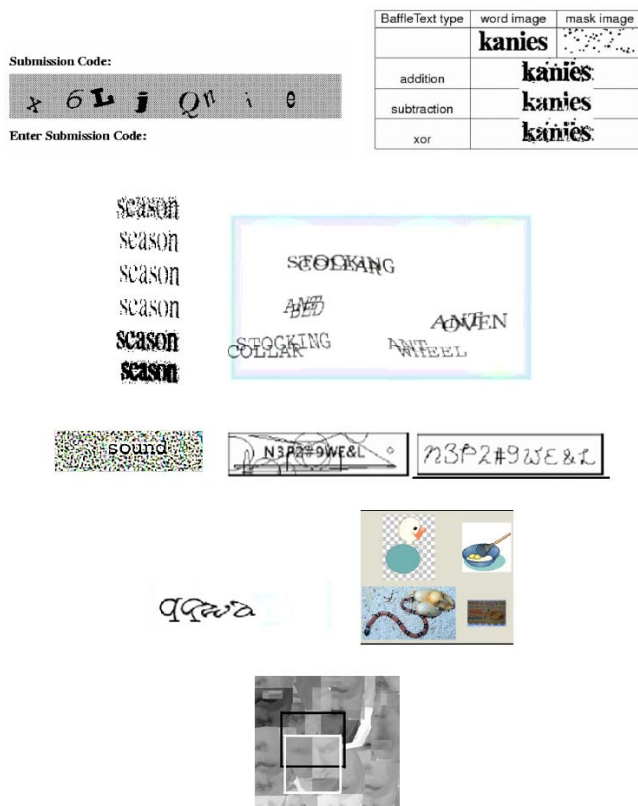 Submission Code:
x 6 L j Q n i e
Enter Submission Code:
BaffleText type word image mask image
kanies
addition kanies
subtraction kanies
xor kanies
season
season
season
season
season
season
STOCKING
COLLAR
ANT
BED
ANT
OVEN
STOCKING
COLLAR
ANT
WHEEL
sound
N3P2#9WE&L
N3P2#9WE&L